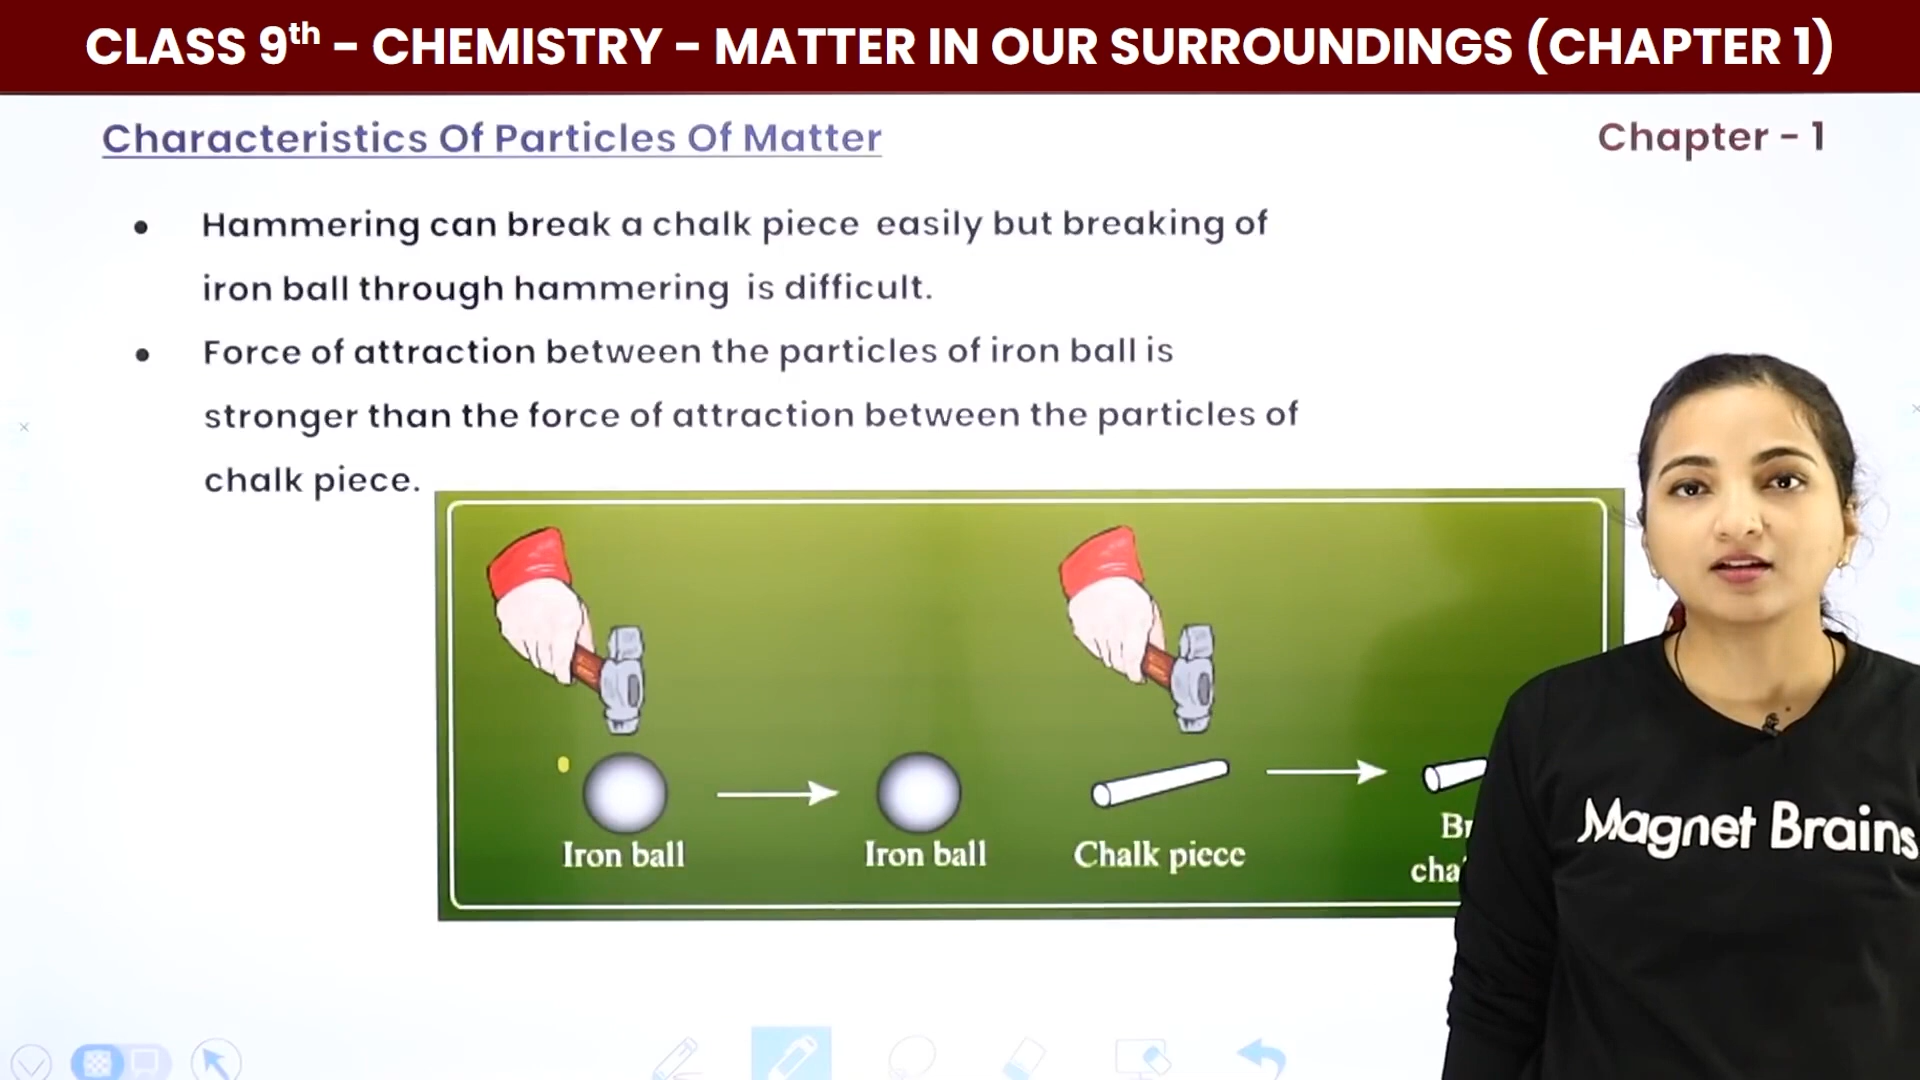 CLASS 9th – CHEMISTRY – MATTER IN OUR SURROUNDINGS (CHAPTER 1)
Characteristics Of Particles Of Matter
Chapter - 1
• Hammering can break a chalk piece easily but breaking of
iron ball through hammering is difficult.
• Force of attraction between the particles of iron ball is
stronger than the force of attraction between the particles of
chalk piece.
Iron ball
Iron ball
Chalk piece
Magnet Brains